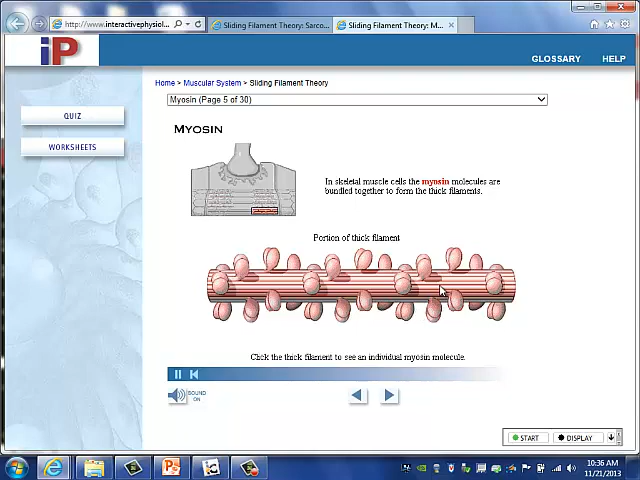 http://www.interactivephysiol...
Sliding Filament Theory: Sarco...
Sliding Filament Theory: M...
iP
GLOSSARY
HELP
Home > Muscular System > Sliding Filament Theory
Myosin (Page 5 of 30)
QUIZ
WORKSHEETS
MYOSIN
In skeletal muscle cells the myosin molecules are
bundled together to form the thick filaments.
Portion of thick filament
Click the thick filament to see an individual myosin molecule.
SOUND
ON
START
DISPLAY
10:36 AM
11/21/2013